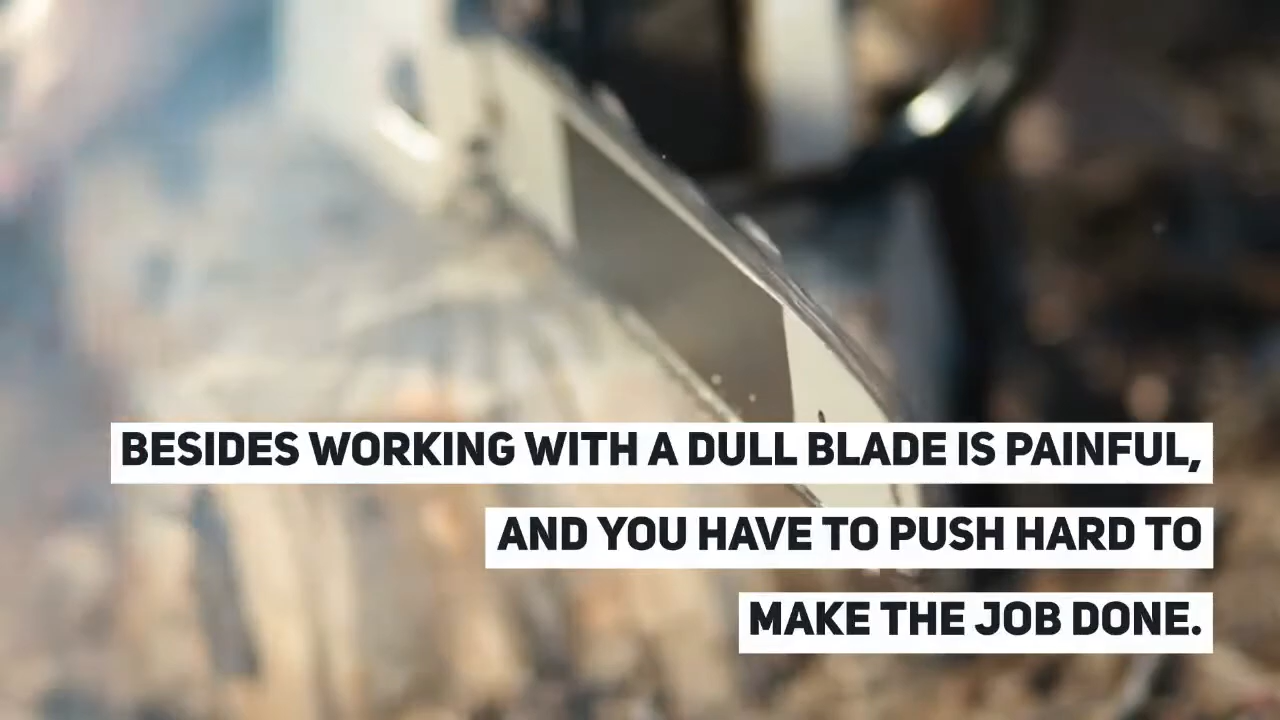 BESIDES WORKING WITH A DULL BLADE IS PAINFUL,
AND YOU HAVE TO PUSH HARD TO
MAKE THE JOB DONE.